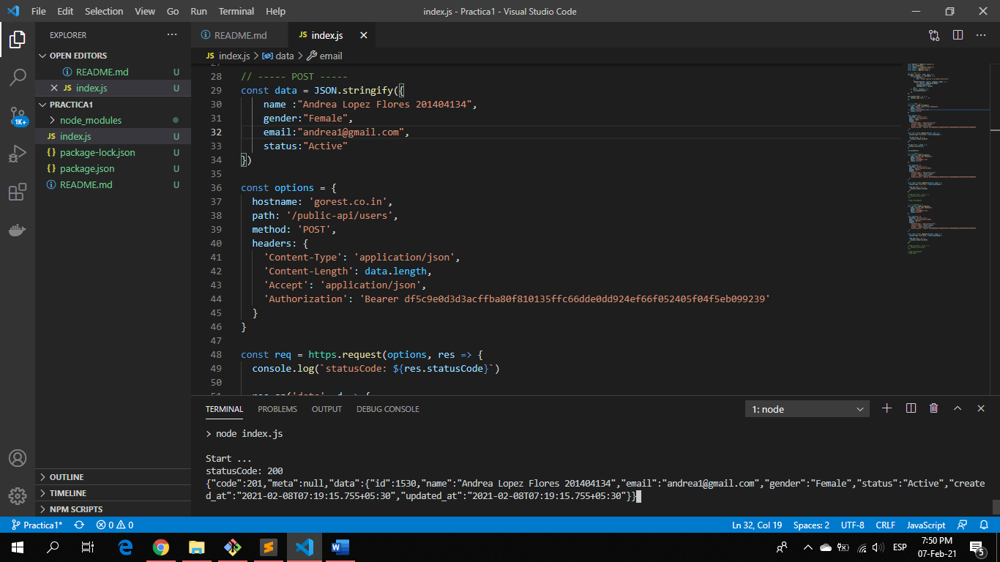 File Edit Selection View Go Run Terminal Help index.js - Practica1 - Visual Studio Code
EXPLORER
OPEN EDITORS
README.md U
JS index.js U
PRACTICA1
node_modules
JS index.js U
{} package-lock.json U
{} package.json U
README.md U
1K+
OUTLINE
TIMELINE
NPM SCRIPTS
README.md
JS index.js
JS index.js > data > email
28 // ----- POST -----
29 const data = JSON.stringify({
30 name :"Andrea Lopez Flores 201404134",
31 gender:"Female",
32 email:"andrea1@gmail.com",
33 status:"Active"
34 })
35
36 const options = {
37 hostname: 'gorest.co.in',
38 path: '/public-api/users',
39 method: 'POST',
40 headers: {
41 'Content-Type': 'application/json',
42 'Content-Length': data.length,
43 'Accept': 'application/json',
44 'Authorization': 'Bearer df5c9e0d3d3acffba80f810135ffc66dde0dd924ef66f052405f04f5eb099239'
45 }
46 }
47
48 const req = https.request(options, res => {
49 console.log(`statusCode: ${res.statusCode}`)
50
TERMINAL PROBLEMS OUTPUT DEBUG CONSOLE 1: node
> node index.js
Start ...
statusCode: 200
{"code":201,"meta":null,"data":{"id":1530,"name":"Andrea Lopez Flores 201404134","email":"andrea1@gmail.com","gender":"Female","status":"Active","create
d_at":"2021-02-08T07:19:15.755+05:30","updated_at":"2021-02-08T07:19:15.755+05:30"}}
Practica1* 0 0 Ln 32, Col 19 Spaces: 2 UTF-8 CRLF JavaScript
ESP
7:50 PM
07-Feb-21
5